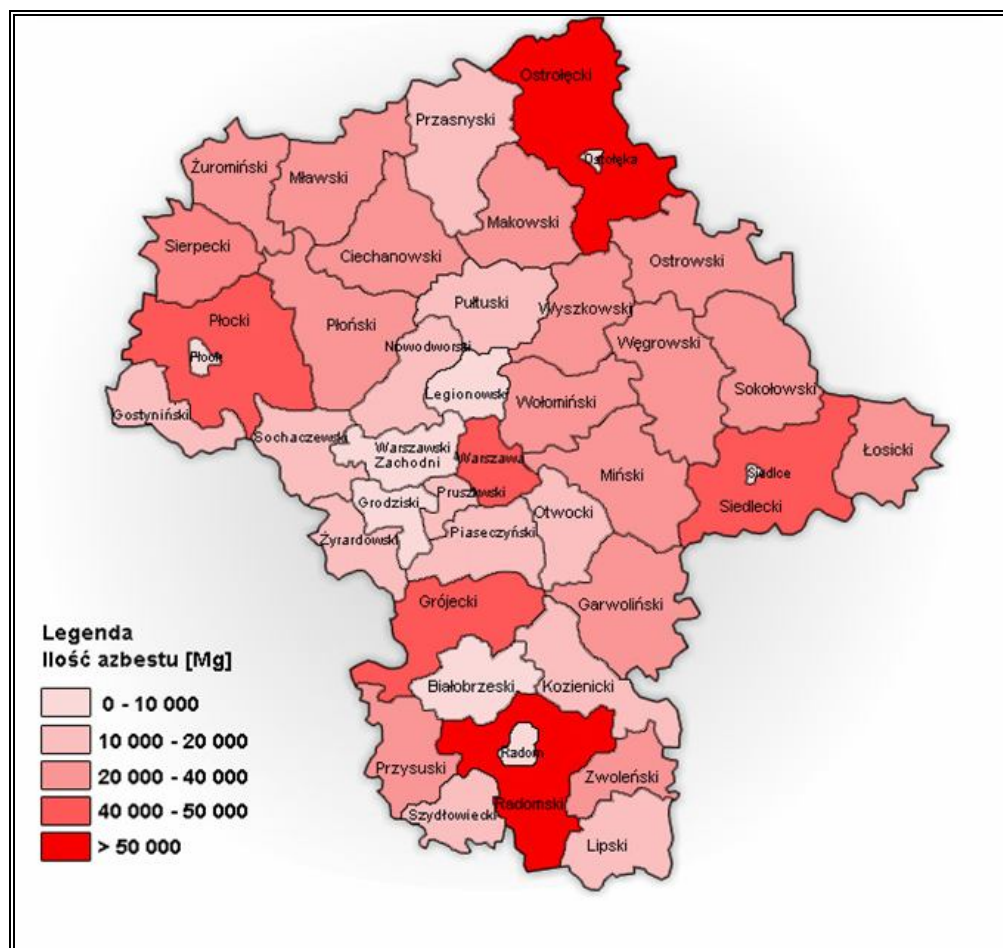 Ostrołęcki
Przasnyski
Ostołęka
Żuromiński
Mławski
Makowski
Sierpecki
Ciechanowski
Ostrowski
Płocki
Płoński
Pułtuski
Wyszkowski
Nowodworski
Węgrowski
Płock
Legionowski
Sokołowski
Gostyniński
Wołomiński
Sochaczewski
Warszawski
Zachodni
Warszawa
Łosicki
Siedlce
Miński
Pruszkowski
Grodziski
Siedlecki
Otwocki
Piaseczyński
Żyrardowski
Grójecki
Garwoliński
Legenda
Ilość azbestu [Mg]
Białobrzeski
Kozienicki
0 - 10 000
10 000 - 20 000
Radom
Przysuski
20 000 - 40 000
Zwoleński
Radomski
40 000 - 50 000
Szydłowiecki
> 50 000
Lipski